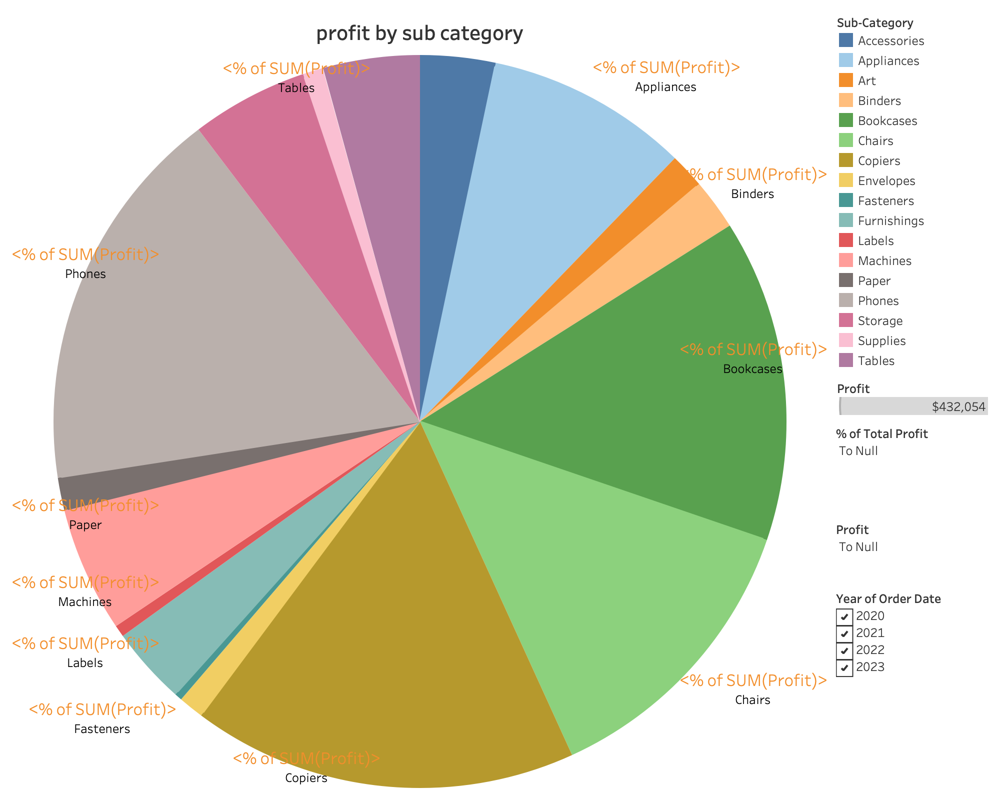 profit by sub category
<% of SUM(Profit)>
Tables
<% of SUM(Profit)>
Appliances
<% of SUM(Profit)>
Binders
<% of SUM(Profit)>
Phones
<% of SUM(Profit)>
Bookcases
<% of SUM(Profit)>
Paper
<% of SUM(Profit)>
Machines
<% of SUM(Profit)>
Labels
<% of SUM(Profit)>
Chairs
<% of SUM(Profit)>
Fasteners
<% of SUM(Profit)>
Copiers
Sub-Category
Accessories
Appliances
Art
Binders
Bookcases
Chairs
Copiers
Envelopes
Fasteners
Furnishings
Labels
Machines
Paper
Phones
Storage
Supplies
Tables
Profit
$432,054
% of Total Profit
To Null
Profit
To Null
Year of Order Date
2020
2021
2022
2023